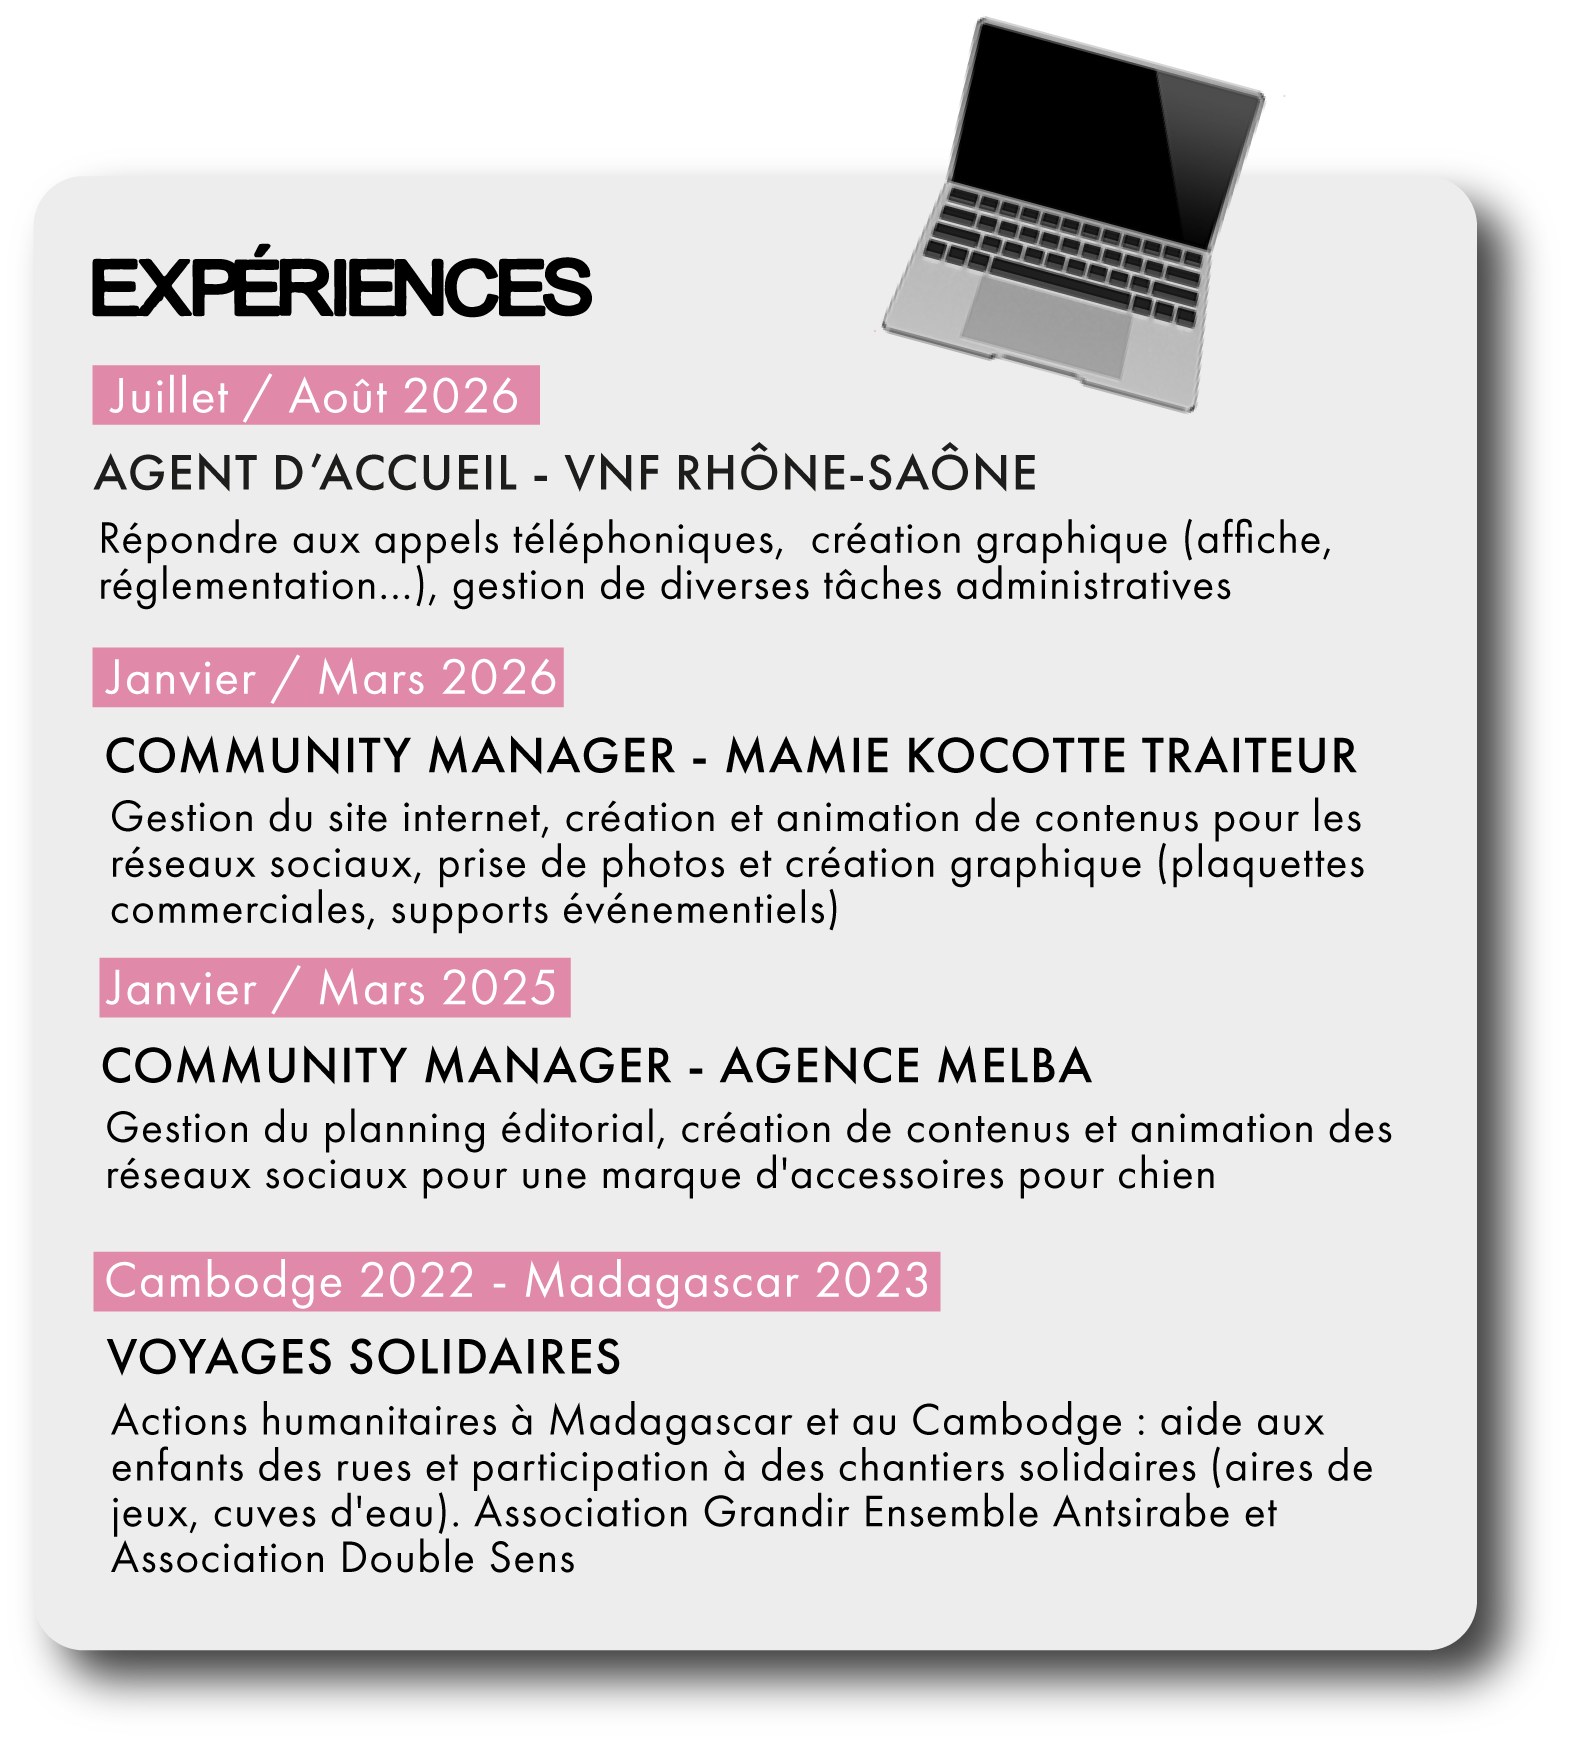 EXPÉRIENCES
Juillet / Août 2026
AGENT D’ACCUEIL - VNF RHÔNE-SAÔNE
Répondre aux appels téléphoniques,  création graphique (affiche,
réglementation...), gestion de diverses tâches administratives
Janvier / Mars 2026
COMMUNITY MANAGER - MAMIE KOCOTTE TRAITEUR
Gestion du site internet, création et animation de contenus pour les
réseaux sociaux, prise de photos et création graphique (plaquettes
commerciales, supports événementiels)
Janvier / Mars 2025
COMMUNITY MANAGER - AGENCE MELBA
Gestion du planning éditorial, création de contenus et animation des
réseaux sociaux pour une marque d'accessoires pour chien
Cambodge 2022 - Madagascar 2023
VOYAGES SOLIDAIRES
Actions humanitaires à Madagascar et au Cambodge : aide aux
enfants des rues et participation à des chantiers solidaires (aires de
jeux, cuves d'eau). Association Grandir Ensemble Antsirabe et
Association Double Sens